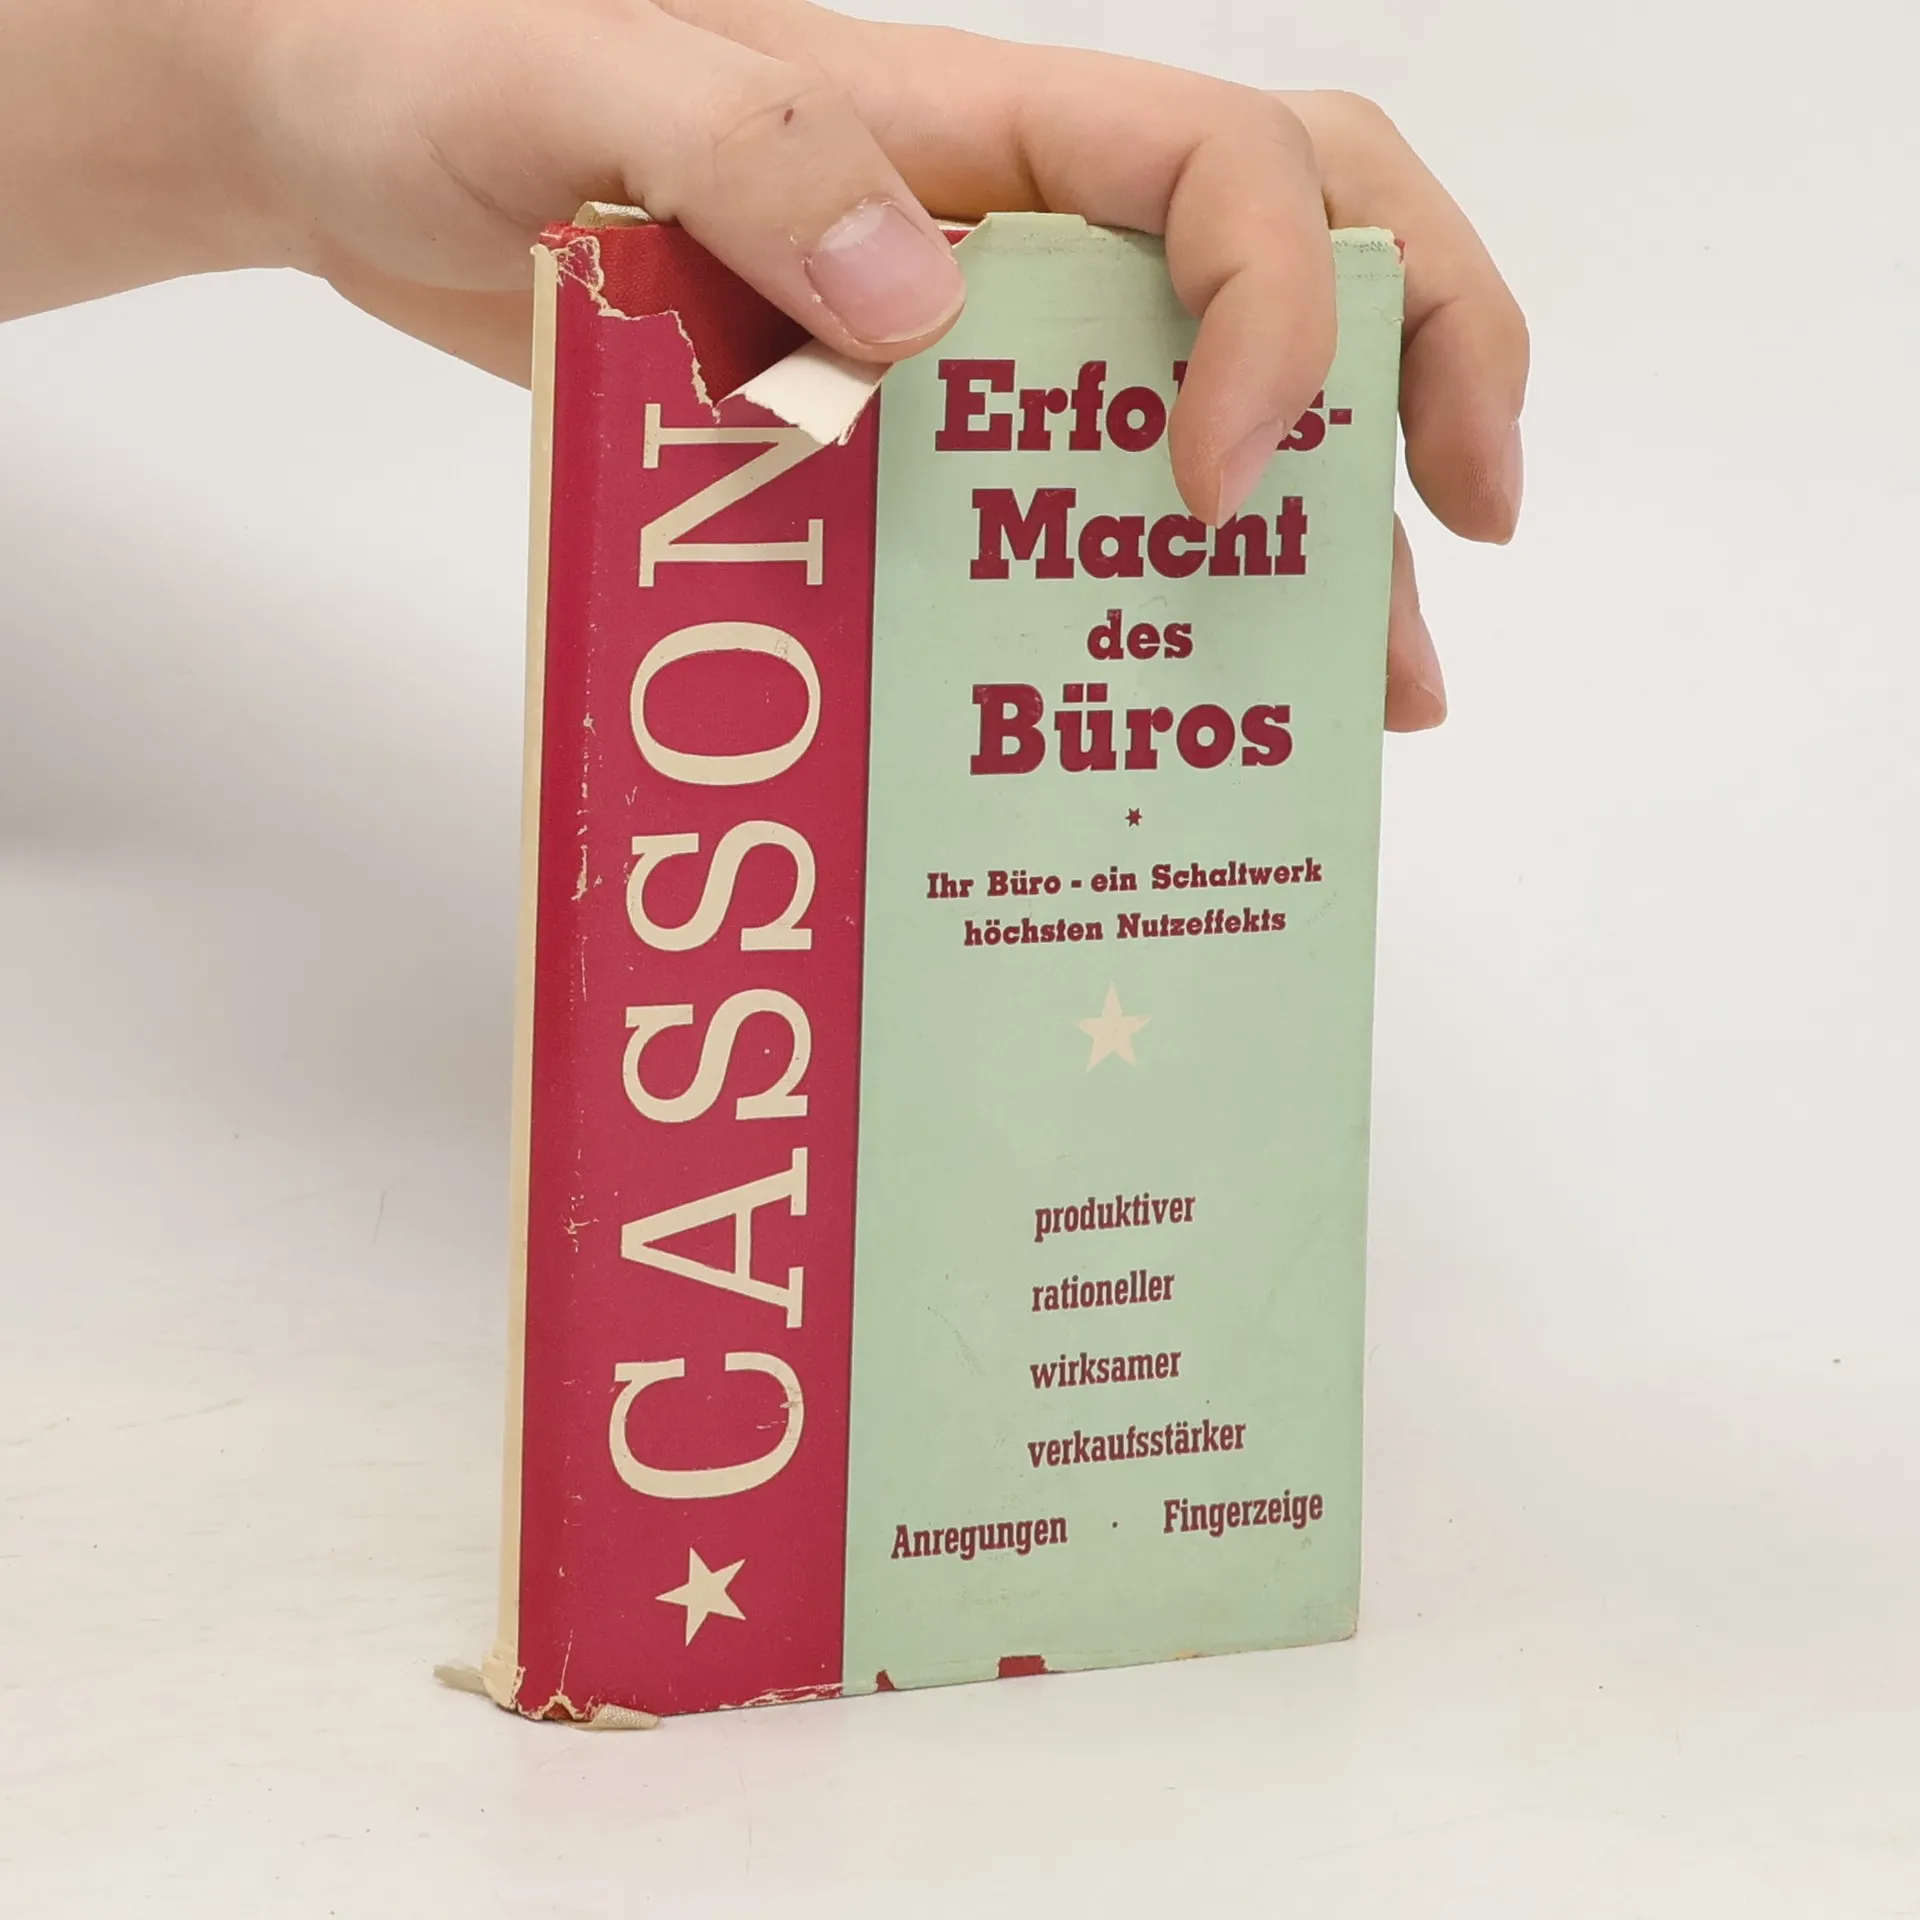 CASSON
Erfolgs-
Macht
des
Büros
Ihr Büro - ein Schaltwerk
höchsten Nutzeffekts
produktiver
rationeller
wirksamer
verkaufsstärker
Anregungen · Fingerzeige